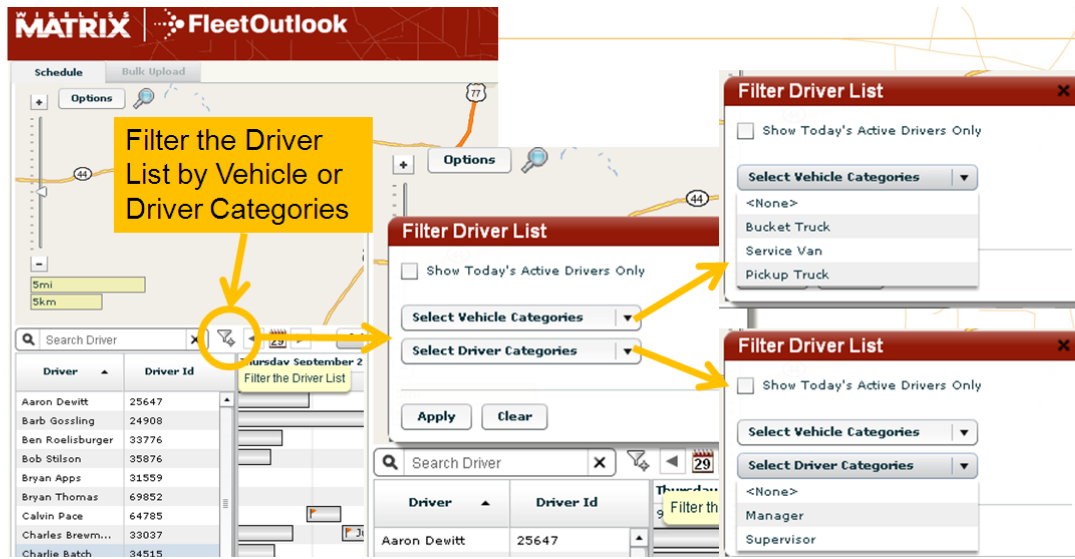 WIRELESS
MATRIX FleetOutlook
Schedule Bulk Upload
+ Options
77
44
Filter the Driver
List by Vehicle or
Driver Categories
-
5mi
5km
Search Driver X 29
Driver Driver Id
Thursday September 2
Filter the Driver List
Aaron Dewitt 25647
Barb Gossling 24908
Ben Roelisburger 33776
Bob Stilson 35876
Bryan Apps 31559
Bryan Thomas 69852
Calvin Pace 64785
Charles Brewm... 33037
Charlie Batch 34515
+ Options
44
Filter Driver List
Show Today's Active Drivers Only
Select Vehicle Categories
Select Driver Categories
Apply Clear
Search Driver X 29
Driver Driver Id
Thursday
Filter th
Aaron Dewitt 25647
Filter Driver List X
Show Today's Active Drivers Only
Select Vehicle Categories
<None>
Bucket Truck
Service Van
Pickup Truck
Filter Driver List X
Show Today's Active Drivers Only
Select Vehicle Categories
Select Driver Categories
<None>
Manager
Supervisor